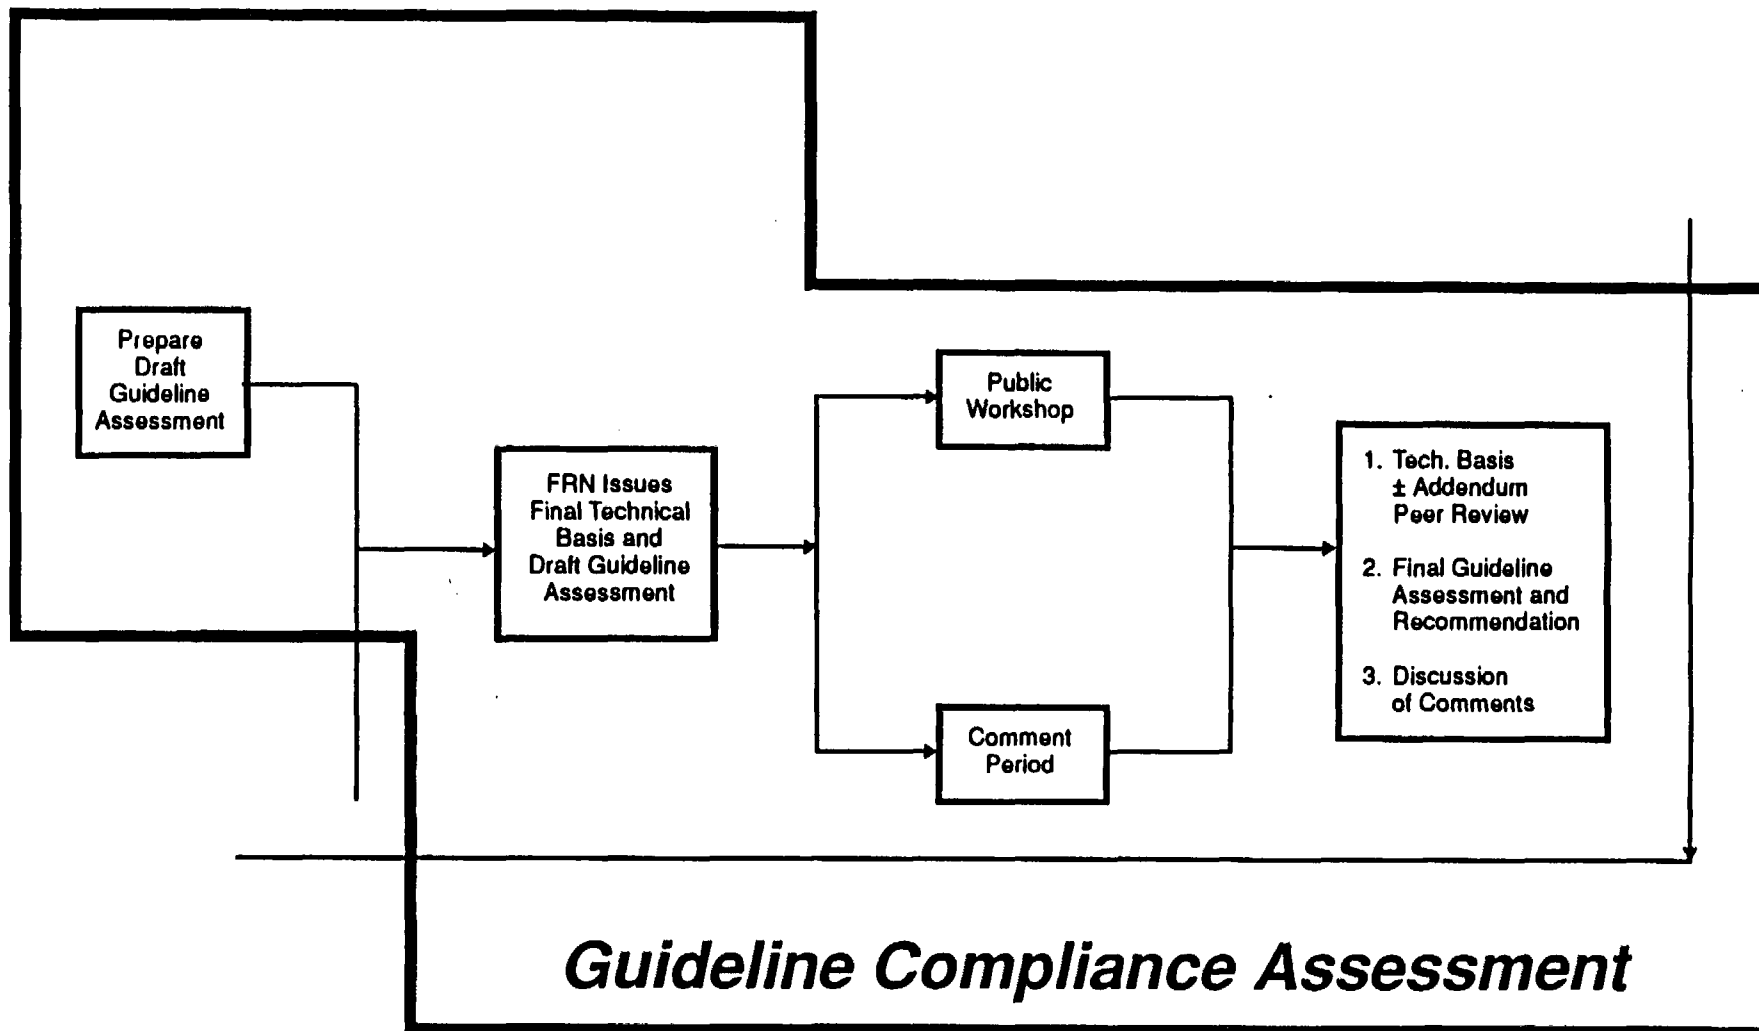 Prepare
Draft
Guideline
Assessment
FRN Issues
Final Technical
Basis and
Draft Guideline
Assessment
Public
Workshop
Comment
Period
1. Tech. Basis
± Addendum
Peer Review
2. Final Guideline
Assessment and
Recommendation
3. Discussion
of Comments
Guideline Compliance Assessment